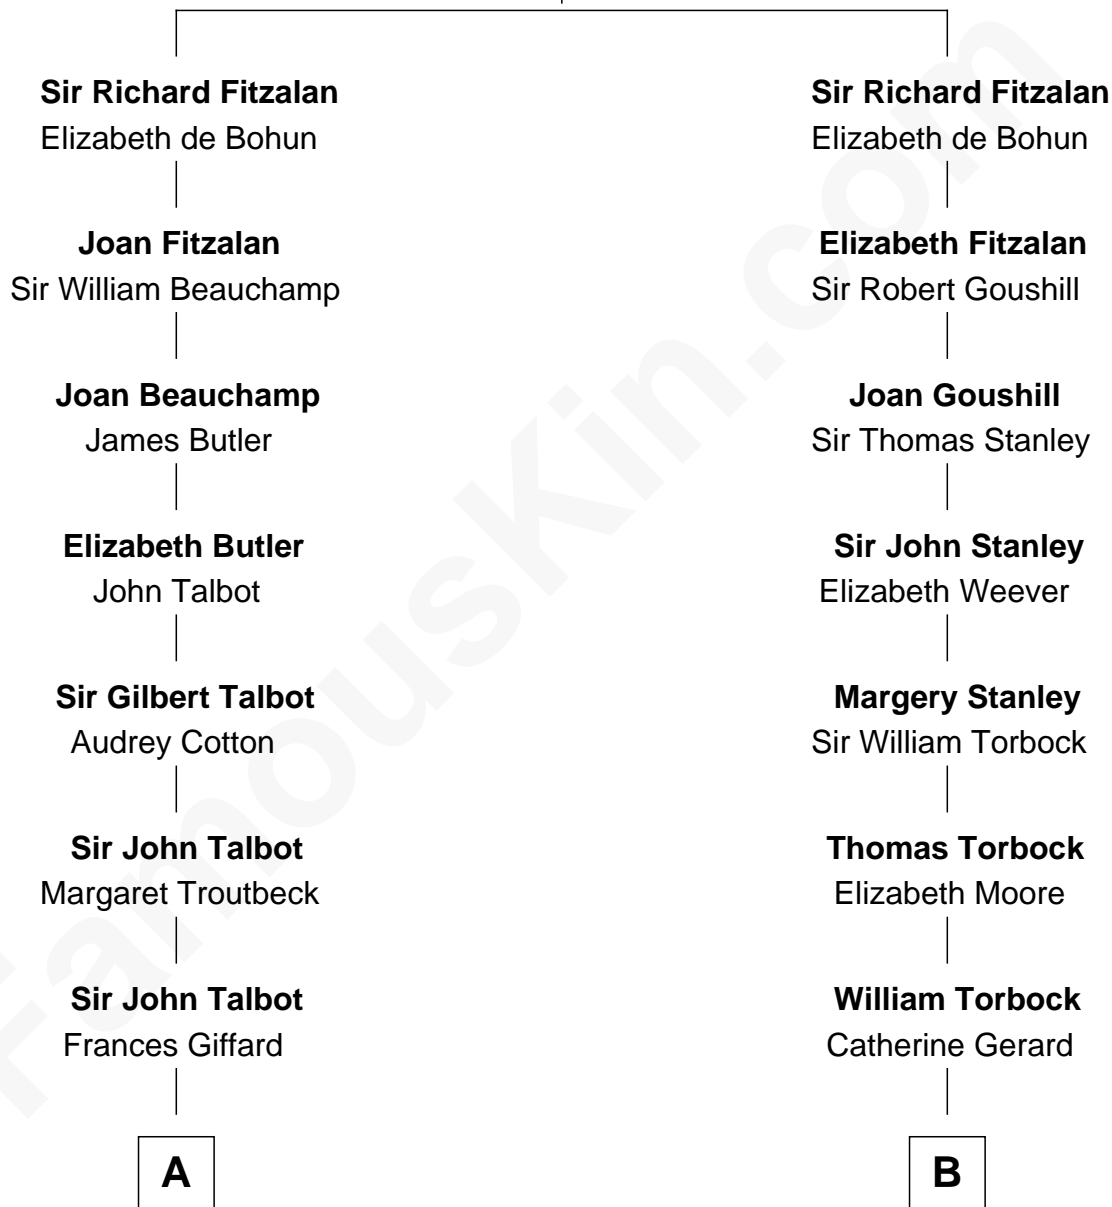 Sir Richard Fitzalan
Elizabeth de Bohun
Joan Fitzalan
Sir William Beauchamp
Joan Beauchamp
James Butler
Elizabeth Butler
John Talbot
Sir Gilbert Talbot
Audrey Cotton
Sir John Talbot
Margaret Troutbeck
Sir John Talbot
Frances Giffard
A
Sir Richard Fitzalan
Elizabeth de Bohun
Elizabeth Fitzalan
Sir Robert Goushill
Joan Goushill
Sir Thomas Stanley
Sir John Stanley
Elizabeth Weever
Margery Stanley
Sir William Torbock
Thomas Torbock
Elizabeth Moore
William Torbock
Catherine Gerard
B
FamousKin.com